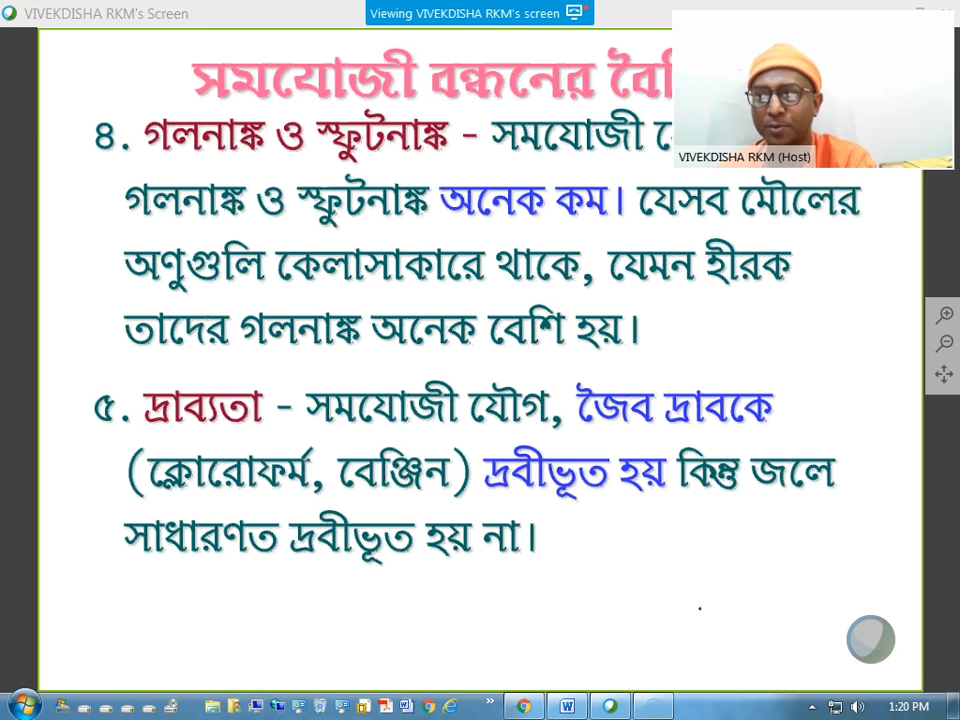 VIVEKDISHA RKM's Screen
Viewing VIVEKDISHA RKM's screen
সমযোজী বন্ধনের
৪. গলনাঙ্ক ও স্ফুটনাঙ্ক - সমযোজী
VIVEKDISHA RKM (Host)
গলনাঙ্ক ও স্ফুটনাঙ্ক অনেক কম। যেসব মৌলের
অণুগুলি কেলাসাকারে থাকে, যেমন হীরক
তাদের গলনাঙ্ক অনেক বেশি হয়।
৫. দ্রাব্যতা - সমযোজী যৌগ, জৈব দ্রাবকে
(ক্লোরোফর্ম, বেঞ্জিন) দ্রবীভূত হয় কিন্তু জলে
সাধারণত দ্রবীভূত হয় না।
1:20 PM